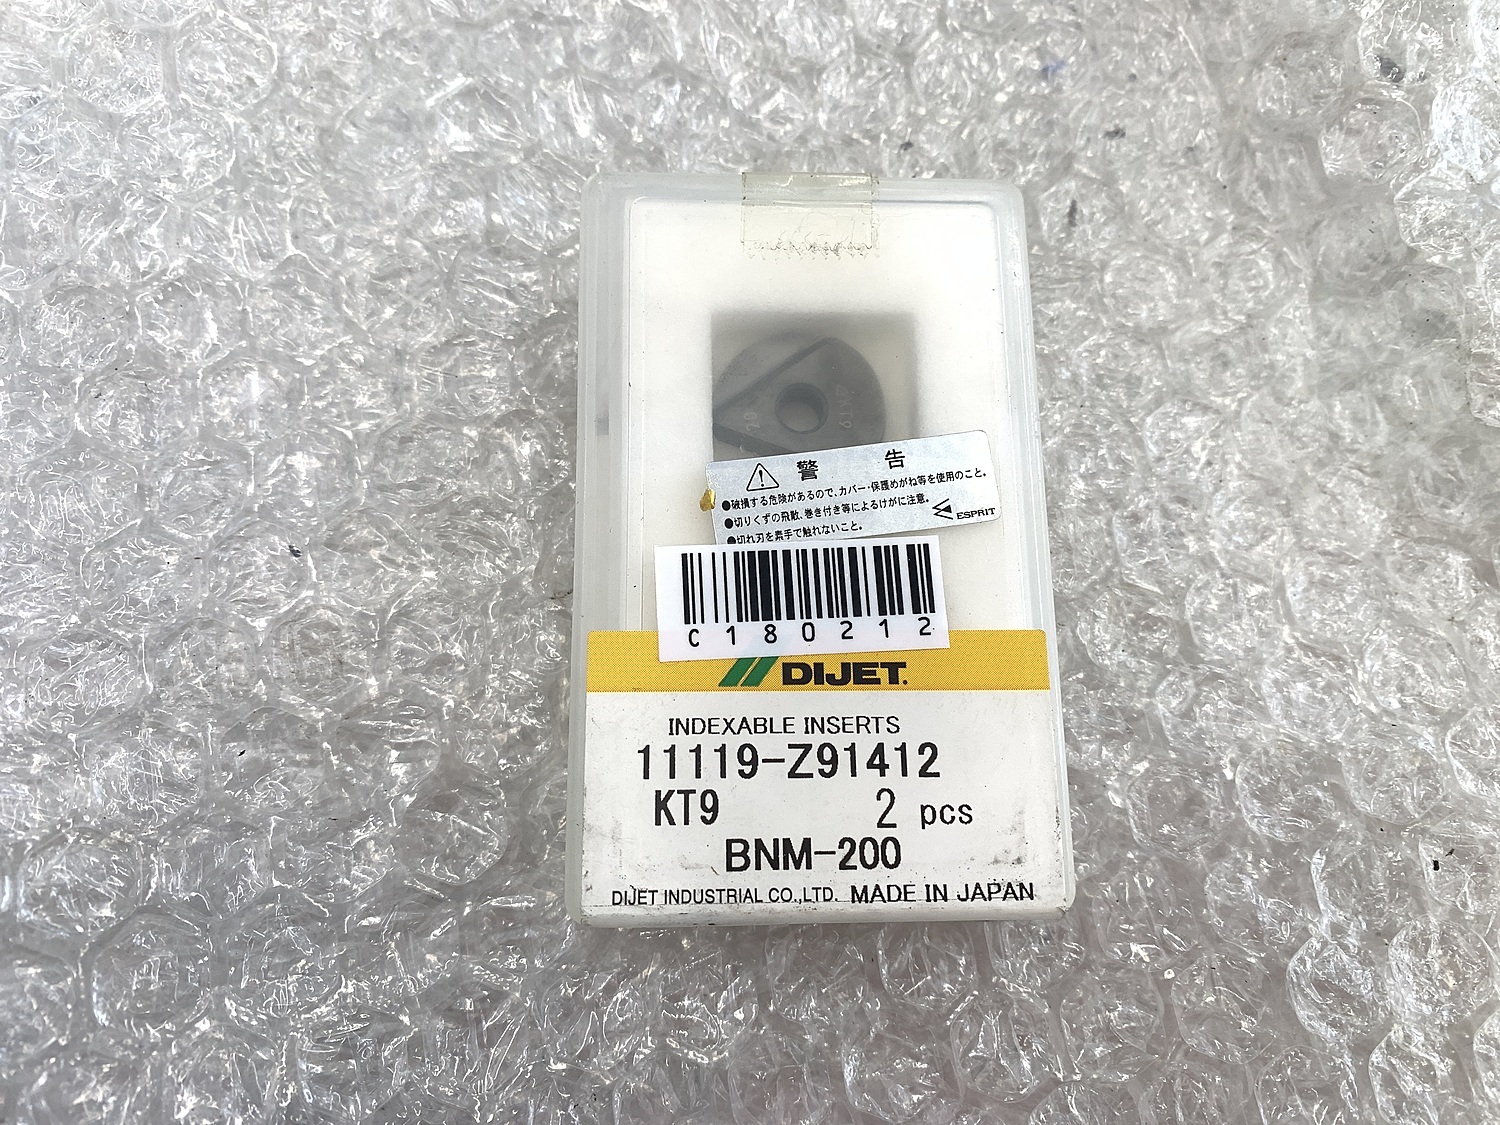 KT9
20
警告
●破損する危険があるので、カバー・保護めがね等を使用のこと。
●切りくずの飛散、巻き付き等によるけがに注意。
●切れ刃を素手で触れないこと。
ESPRIT
C180212
DIJET.
INDEXABLE INSERTS
11119-Z91412
KT9 2 pcs
BNM-200
DIJET INDUSTRIAL CO.,LTD. MADE IN JAPAN